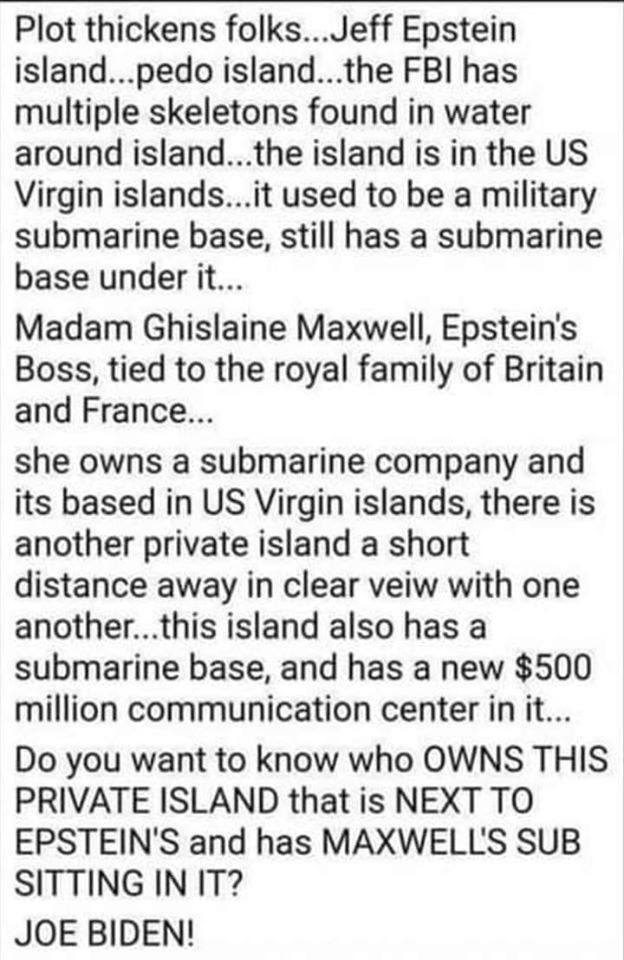 Plot thickens folks...Jeff Epstein
island...pedo island...the FBI has
multiple skeletons found in water
around island...the island is in the US
Virgin islands...it used to be a military
submarine base, still has a submarine
base under it...
Madam Ghislaine Maxwell, Epstein's
Boss, tied to the royal family of Britain
and France...
she owns a submarine company and
its based in US Virgin islands, there is
another private island a short
distance away in clear veiw with one
another...this island also has a
submarine base, and has a new $500
million communication center in it...
Do you want to know who OWNS THIS
PRIVATE ISLAND that is NEXT TO
EPSTEIN'S and has MAXWELL'S SUB
SITTING IN IT?
JOE BIDEN!